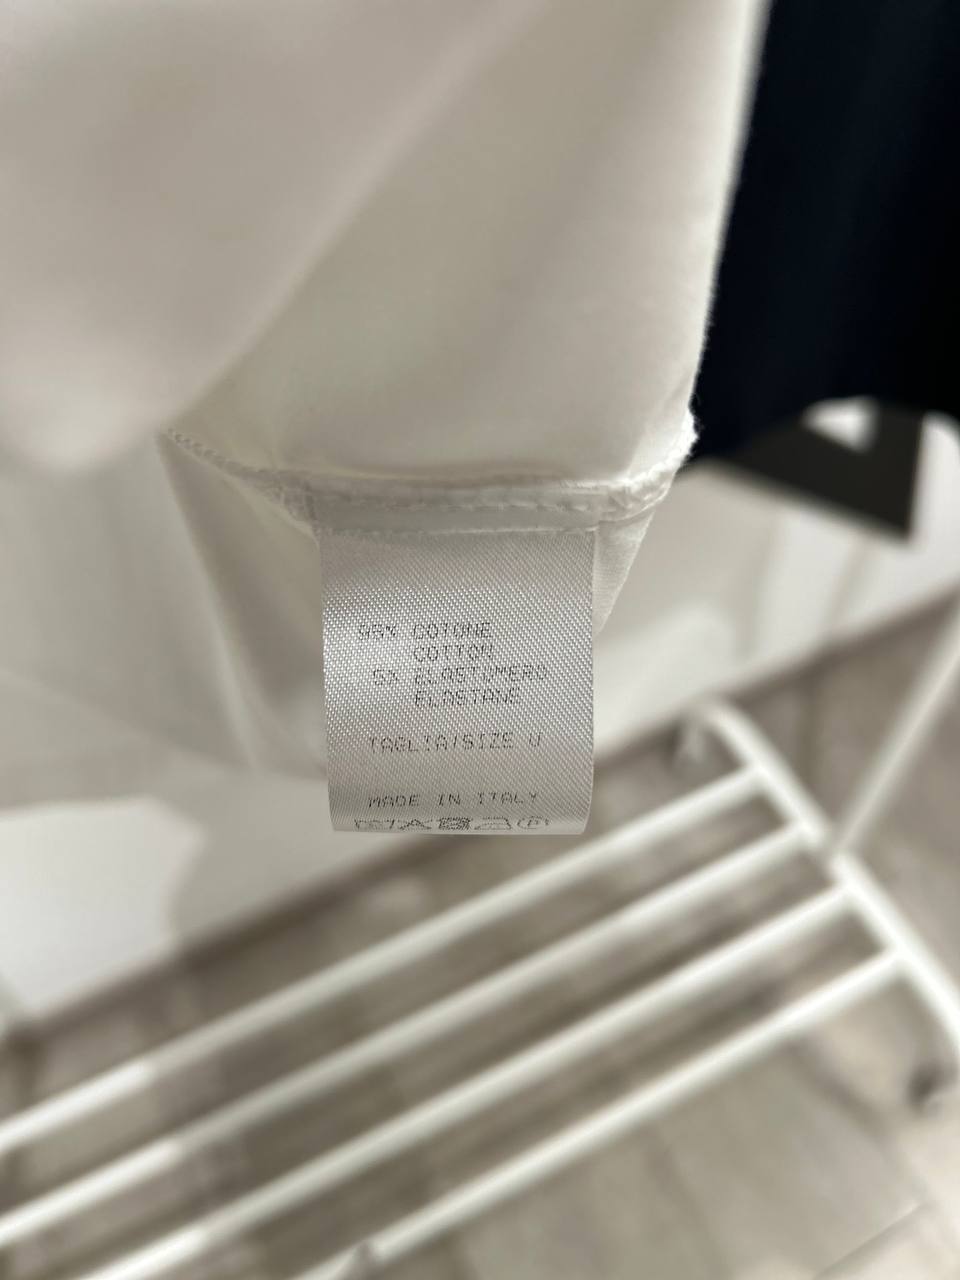 95% COTONE
COTTON
5% ELASTOMERO
ELASTANE
TAGLIA/SIZE U
MADE IN ITALY
P